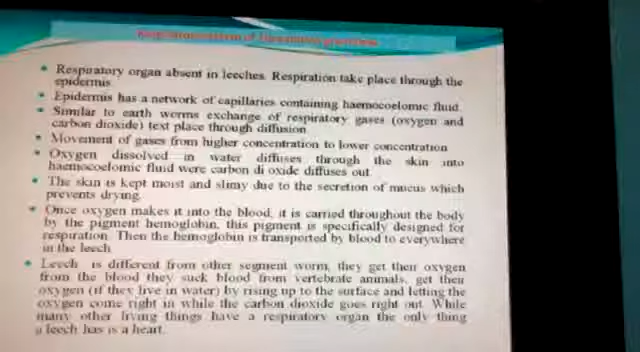 Respiratory organ absent in leeches. Respiration take place through the
epidermis
Epidermis has a network of capillaries containing haemocoelomic fluid.
Similar to earth worms exchange of respiratory gases (oxygen and
carbon dioxide) text place through diffusion
Movement of gases from higher concentration to lower concentration
Oxygen dissolved in water diffuses through the skin into
haemocoelomic fluid were carbon di oxide diffuses out.
The skin is kept moist and slimy due to the secretion of mucus which
prevents drying.
Once oxygen makes it into the blood, it is carried throughout the body
by the pigment hemoglobin, this pigment is specifically designed for
respiration. Then the hemoglobin is transported by blood to everywhere
in the leech
Leech is different from other segment worm, they get their oxygen
from the blood they suck blood from vertebrate animals, get their
oxygen (if they live in water) by rising up to the surface and letting the
oxygen come right in while the carbon dioxide goes right out. While
many other living things have a respiratory organ the only thing
a leech has is a heart.